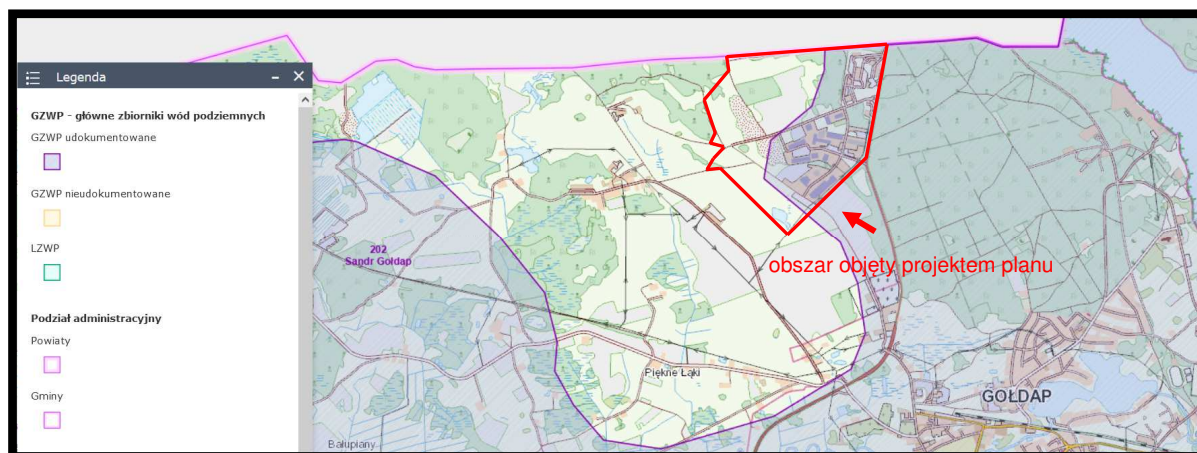 Legenda
GZWP - główne zbiorniki wód podziemnych
GZWP udokumentowane
GZWP nieudokumentowane
LZWP
Podział administracyjny
Powiaty
Gminy
202
Sandr Gołdap
obszar objęty projektem planu
Piękne Łąki
GOŁDAP
Bałupiany